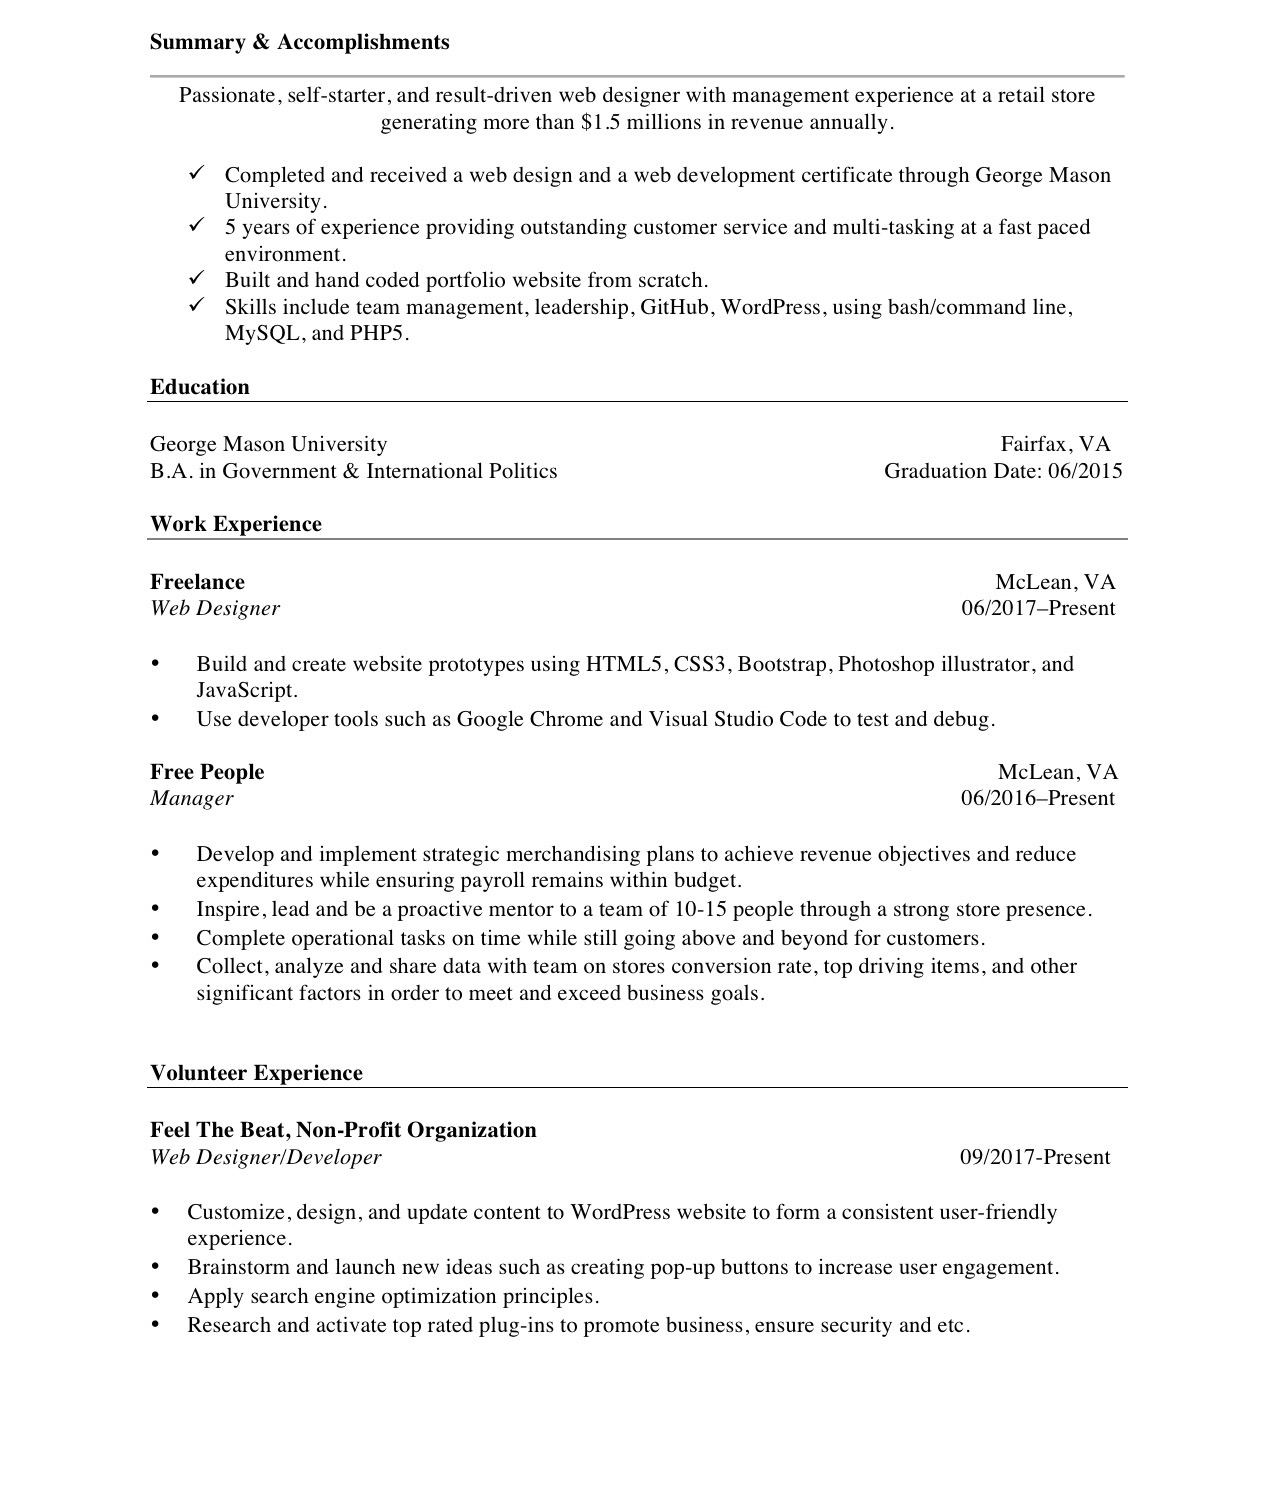 Summary & Accomplishments
Passionate, self-starter, and result-driven web designer with management experience at a retail store
generating more than $1.5 millions in revenue annually.
✓ Completed and received a web design and a web development certificate through George Mason
University.
✓ 5 years of experience providing outstanding customer service and multi-tasking at a fast paced
environment.
✓ Built and hand coded portfolio website from scratch.
✓ Skills include team management, leadership, GitHub, WordPress, using bash/command line,
MySQL, and PHP5.
Education
George Mason University Fairfax, VA
B.A. in Government & International Politics Graduation Date: 06/2015
Work Experience
Freelance McLean, VA
Web Designer 06/2017–Present
• Build and create website prototypes using HTML5, CSS3, Bootstrap, Photoshop illustrator, and
JavaScript.
• Use developer tools such as Google Chrome and Visual Studio Code to test and debug.
Free People McLean, VA
Manager 06/2016–Present
• Develop and implement strategic merchandising plans to achieve revenue objectives and reduce
expenditures while ensuring payroll remains within budget.
• Inspire, lead and be a proactive mentor to a team of 10-15 people through a strong store presence.
• Complete operational tasks on time while still going above and beyond for customers.
• Collect, analyze and share data with team on stores conversion rate, top driving items, and other
significant factors in order to meet and exceed business goals.
Volunteer Experience
Feel The Beat, Non-Profit Organization
Web Designer/Developer 09/2017-Present
• Customize, design, and update content to WordPress website to form a consistent user-friendly
experience.
• Brainstorm and launch new ideas such as creating pop-up buttons to increase user engagement.
• Apply search engine optimization principles.
• Research and activate top rated plug-ins to promote business, ensure security and etc.